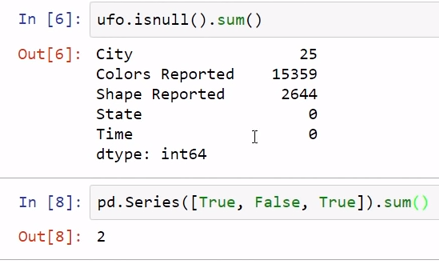 In [6]: ufo.isnull().sum()
Out[6]: City 25
Colors Reported 15359
Shape Reported 2644
State 0
Time 0
dtype: int64
In [8]: pd.Series([True, False, True]).sum()
Out[8]: 2